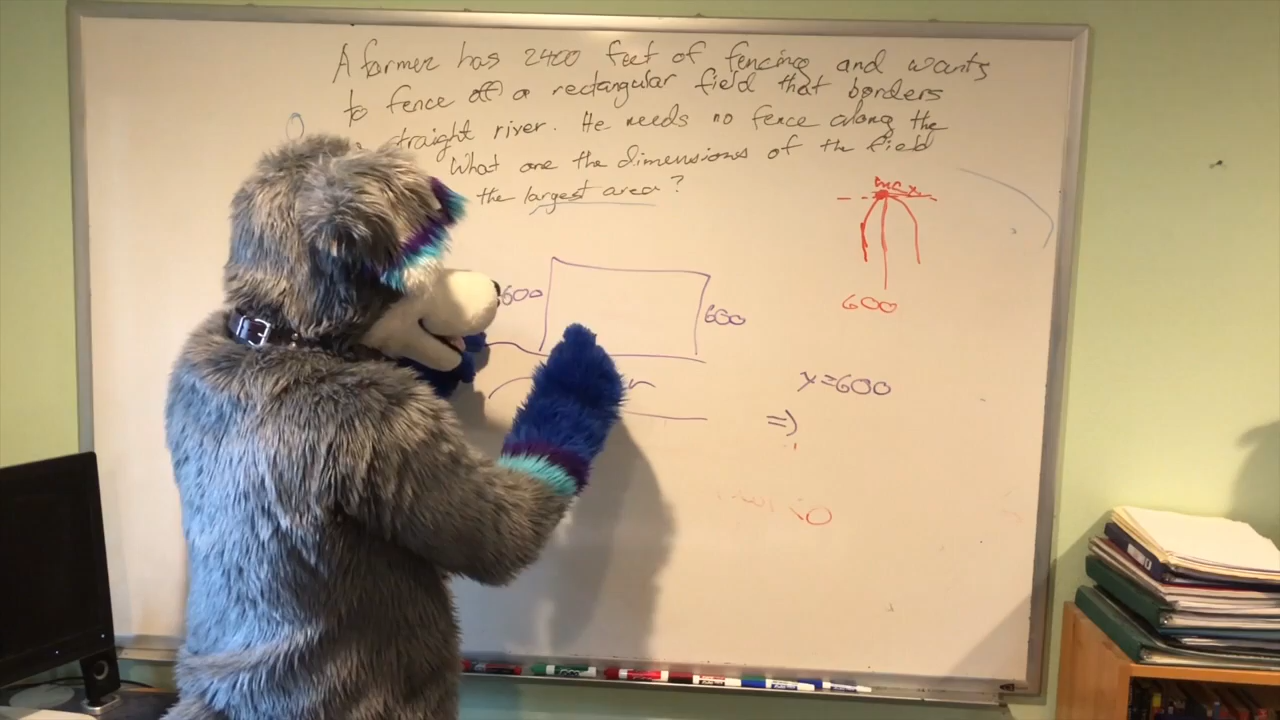 A farmer has 2400 feet of fencing and wants
to fence off a rectangular field that borders
straight river. He needs no fence along the
What are the dimensions of the field
the largest area?
max
600
600
600
x=600
=>